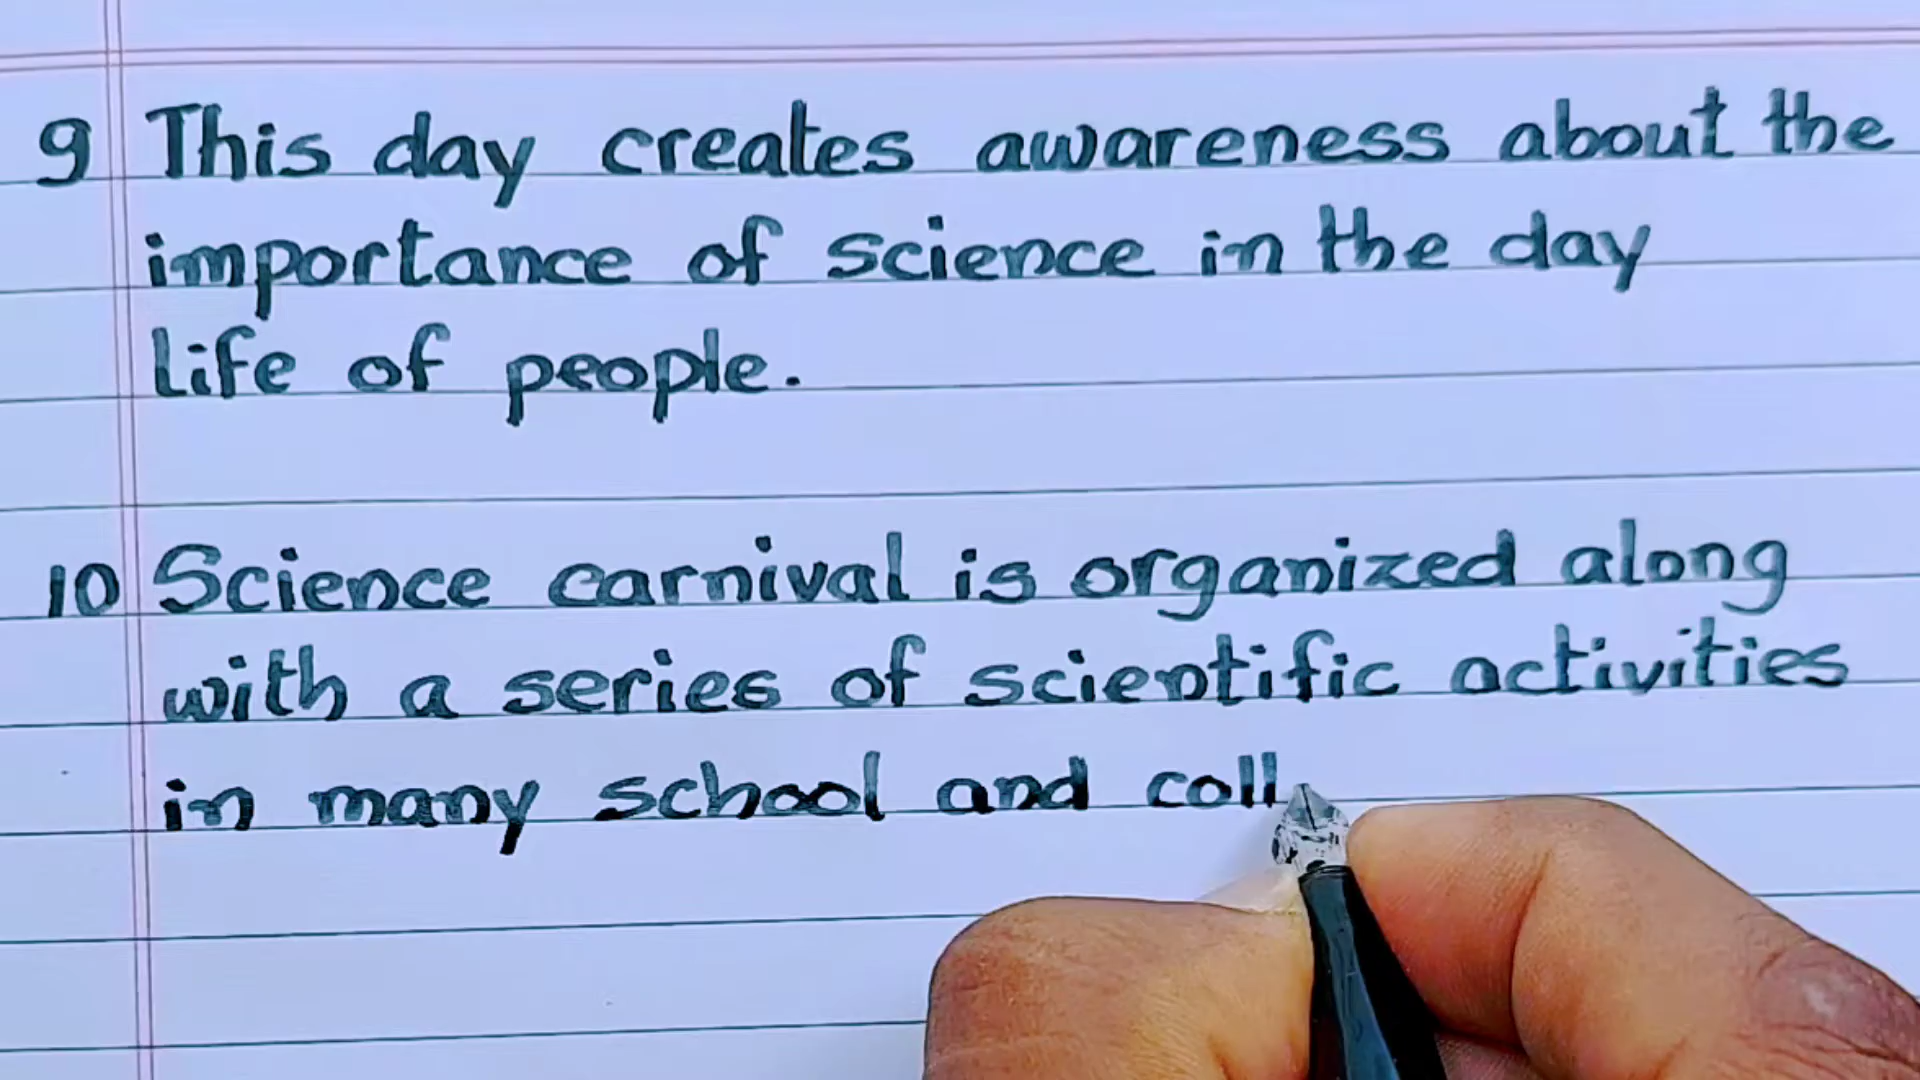 9 This day creates awareness about the
importance of science in the day
life of people.
10 Science carnival is organized along
with a series of scientific activities
in many school and coll